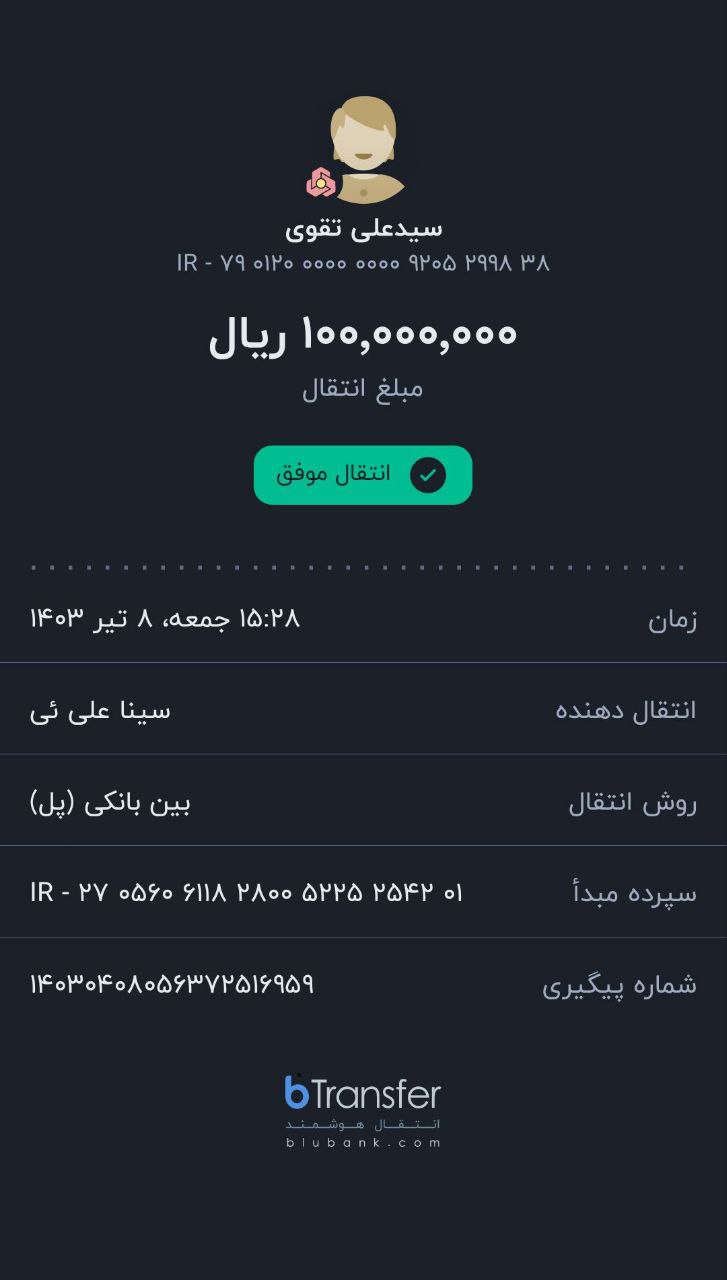 سیدعلی تقوی
IR - ۷۹ ۰۱۲۰ ۰۰۰۰ ۰۰۰۰ ۹۲۰۵ ۲۹۹۸ ۳۸
۱۰۰,۰۰۰,۰۰۰ ریال
مبلغ انتقال
انتقال موفق
زمان ۱۵:۲۸ جمعه، ۸ تیر ۱۴۰۳
انتقال دهنده سینا علی ئی
روش انتقال بین بانکی (پل)
سپرده مبدأ IR - ۲۷ ۰۵۶۰ ۶۱۱۸ ۲۸۰۰ ۵۲۲۵ ۲۵۴۲ ۰۱
شماره پیگیری ۱۴۰۳۰۴۰۸۰۵۶۳۷۲۵۱۶۹۵۹
bTransfer
انتقال هوشمند
blubank.com